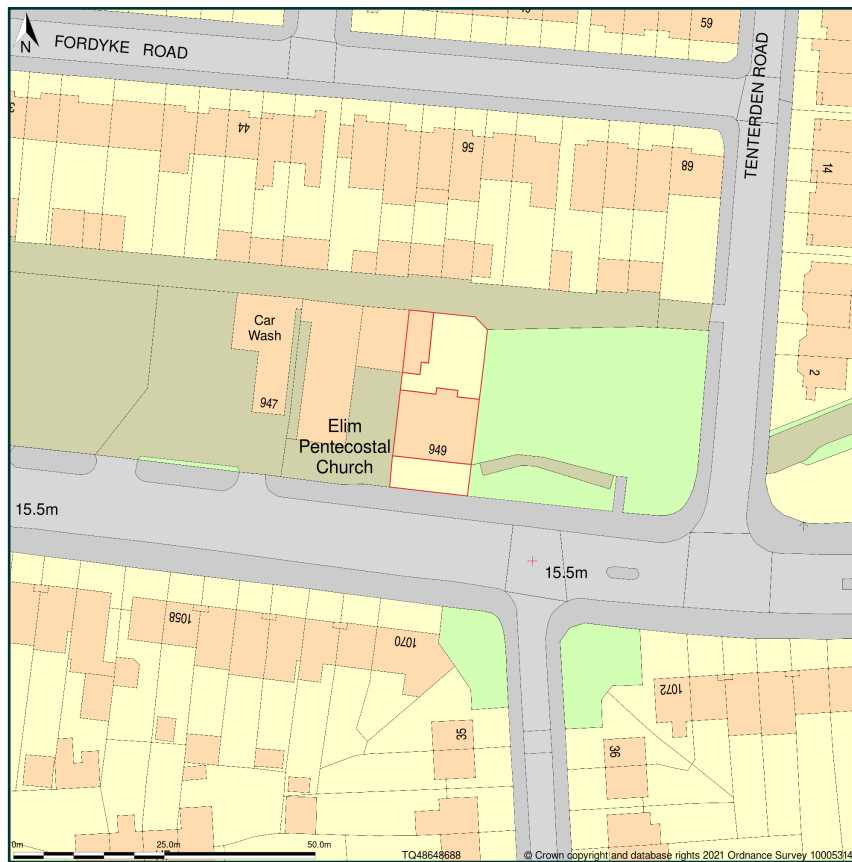 59
N
FORDYKE ROAD
TENTERDEN ROAD
44
56
68
14
Car
Wash
2
947
Elim
Pentecostal
Church
949
15.5m
15.5m
1058
1070
1072
35
36
0m
25.0m
50.0m
TQ48648688
© Crown copyright and database rights 2021 Ordnance Survey 10005314